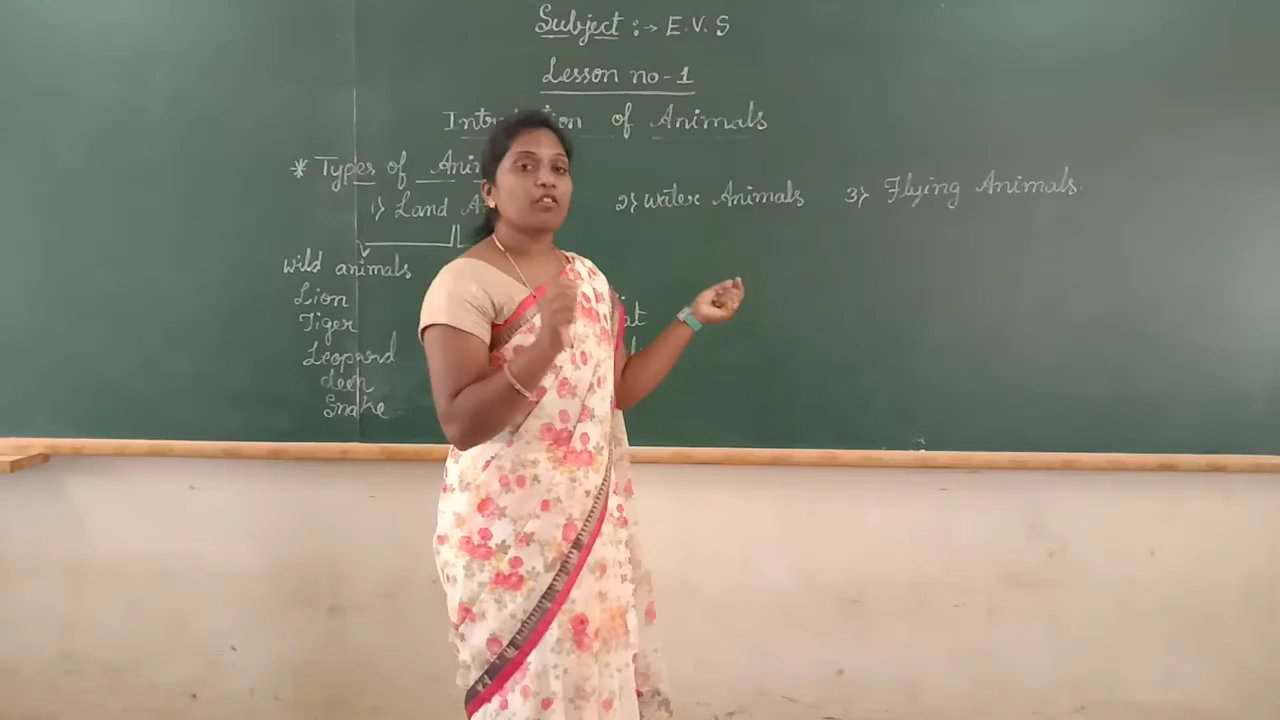 Subject :→ E.V.S
Lesson no-1
of Animals
* Types of
1) Land
2) Water Animals
3) Flying Animals.
wild animals
Lion
Tiger
Leopard
deer
Snake